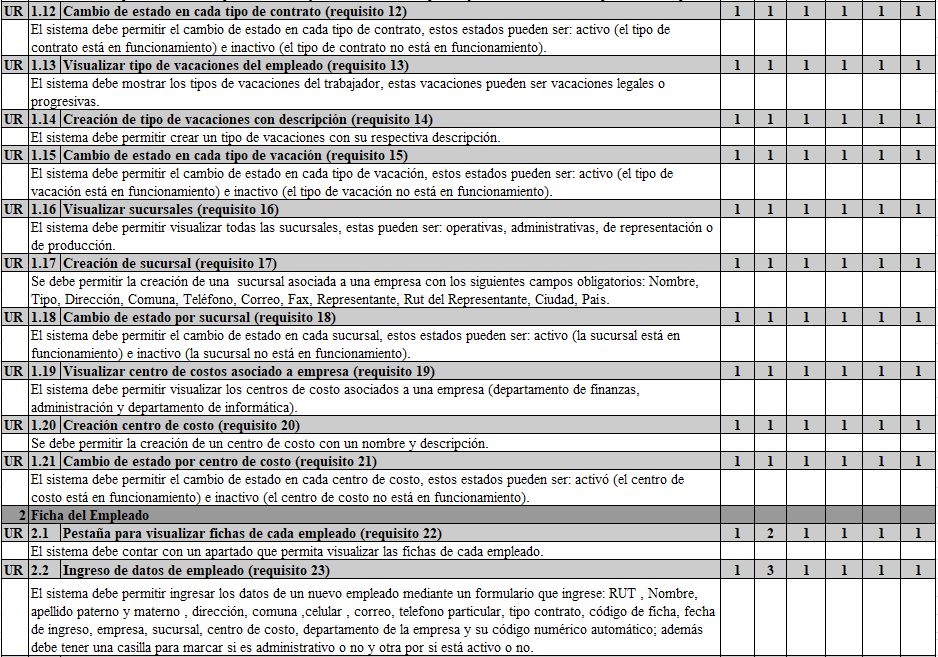 UR 1.12 Cambio de estado en cada tipo de contrato (requisito 12) 1 1 1 1 1 1
El sistema debe permitir el cambio de estado en cada tipo de contrato, estos estados pueden ser: activo (el tipo de
contrato está en funcionamiento) e inactivo (el tipo de contrato no está en funcionamiento).
UR 1.13 Visualizar tipo de vacaciones del empleado (requisito 13) 1 1 1 1 1 1
El sistema debe mostrar los tipos de vacaciones del trabajador, estas vacaciones pueden ser vacaciones legales o
progresivas.
UR 1.14 Creación de tipo de vacaciones con descripción (requisito 14) 1 1 1 1 1 1
El sistema debe permitir crear un tipo de vacaciones con su respectiva descripción.
UR 1.15 Cambio de estado en cada tipo de vacación (requisito 15) 1 1 1 1 1 1
El sistema debe permitir el cambio de estado en cada tipo de vacación, estos estados pueden ser: activo (el tipo de
vacación está en funcionamiento) e inactivo (el tipo de vacación no está en funcionamiento).
UR 1.16 Visualizar sucursales (requisito 16) 1 1 1 1 1 1
El sistema debe permitir visualizar todas las sucursales, estas pueden ser: operativas, administrativas, de representación o
de producción.
UR 1.17 Creación de sucursal (requisito 17) 1 1 1 1 1 1
Se debe permitir la creación de una  sucursal asociada a una empresa con los siguientes campos obligatorios: Nombre,
Tipo, Dirección, Comuna, Teléfono, Correo, Fax, Representante, Rut del Representante, Ciudad, País.
UR 1.18 Cambio de estado por sucursal (requisito 18) 1 1 1 1 1 1
El sistema debe permitir el cambio de estado en cada sucursal, estos estados pueden ser: activo (la sucursal está en
funcionamiento) e inactivo (la sucursal no está en funcionamiento).
UR 1.19 Visualizar centro de costos asociado a empresa (requisito 19) 1 1 1 1 1 1
El sistema debe permitir visualizar los centros de costo asociados a una empresa (departamento de finanzas,
administración y departamento de informática).
UR 1.20 Creación centro de costo (requisito 20) 1 1 1 1 1 1
Se debe permitir la creación de un centro de costo con un nombre y descripción.
UR 1.21 Cambio de estado por centro de costo (requisito 21) 1 1 1 1 1 1
El sistema debe permitir el cambio de estado en cada centro de costo, estos estados pueden ser: activó (el centro de
costo está en funcionamiento) e inactivo (el centro de costo no está en funcionamiento).
2 Ficha del Empleado
UR 2.1 Pestaña para visualizar fichas de cada empleado (requisito 22) 1 2 1 1 1 1
El sistema debe contar con un apartado que permita visualizar las fichas de cada empleado.
UR 2.2 Ingreso de datos de empleado (requisito 23) 1 3 1 1 1 1
El sistema debe permitir ingresar los datos de un nuevo empleado mediante un formulario que ingrese: RUT , Nombre,
apellido paterno y materno , dirección, comuna ,celular , correo, telefono particular, tipo contrato, código de ficha, fecha
de ingreso, empresa, sucursal, centro de costo, departamento de la empresa y su código numérico automático; además
debe tener una casilla para marcar si es administrativo o no y otra por si está activo o no.